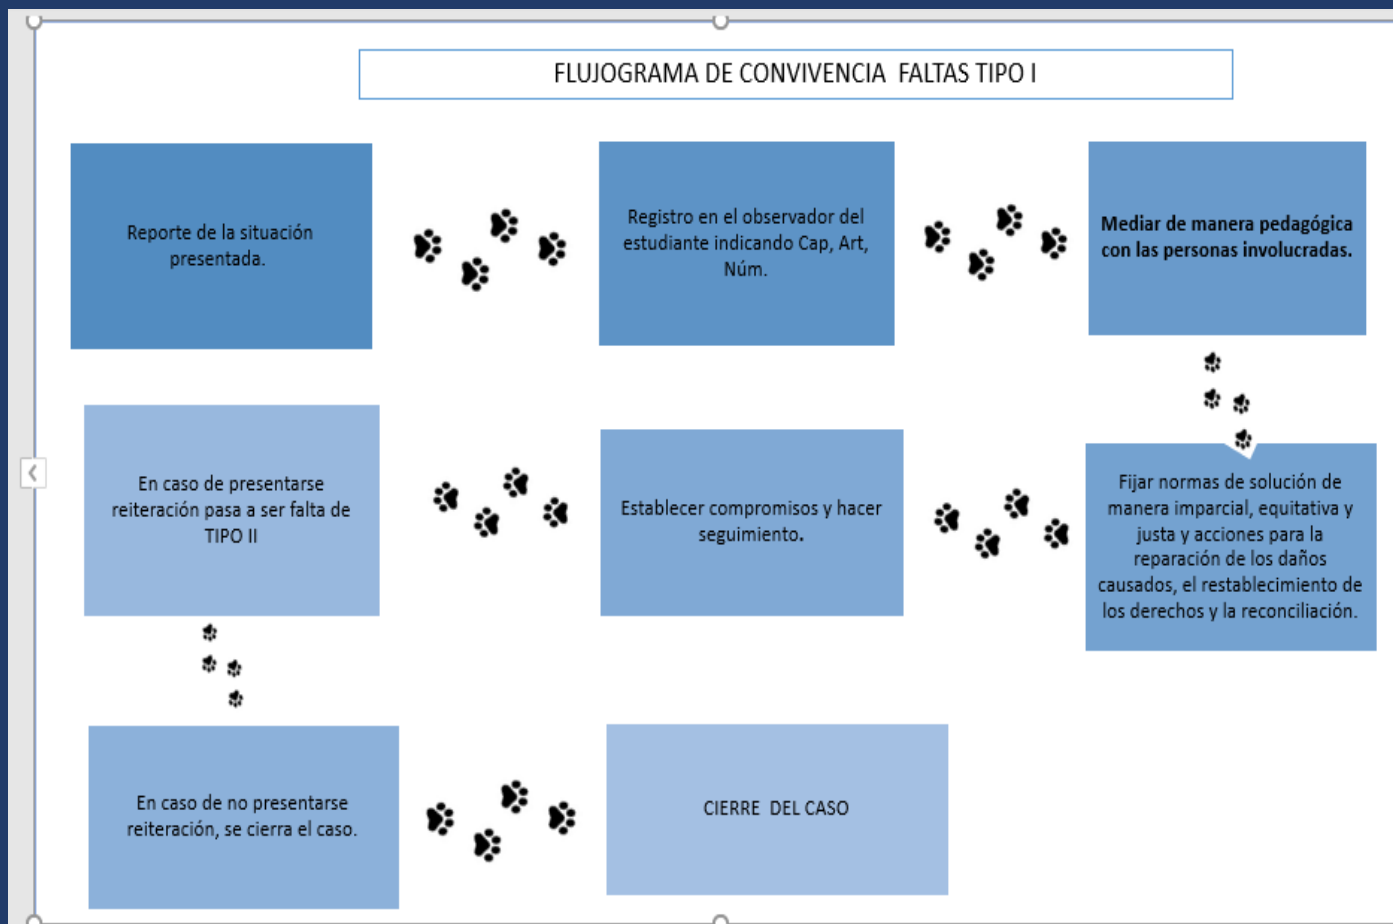 FLUJOGRAMA DE CONVIVENCIA FALTAS TIPO I
Reporte de la situación
presentada.
Registro en el observador del
estudiante indicando Cap, Art,
Núm.
Mediar de manera pedagógica
con las personas involucradas.
Fijar normas de solución de
manera imparcial, equitativa y
justa y acciones para la
reparación de los daños
causados, el restablecimiento de
los derechos y la reconciliación.
Establecer compromisos y hacer
seguimiento.
En caso de presentarse
reiteración pasa a ser falta de
TIPO II
En caso de no presentarse
reiteración, se cierra el caso.
CIERRE DEL CASO